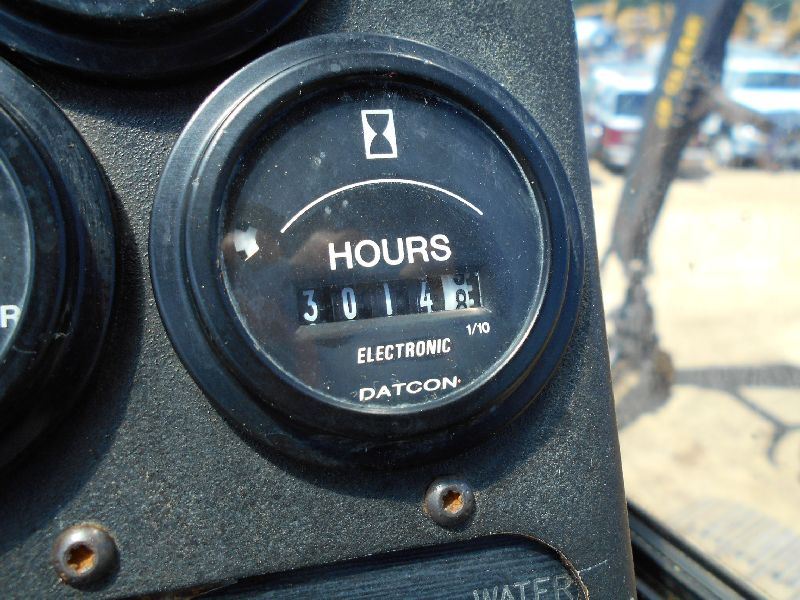 HOURS
3014
1/10
ELECTRONIC
DATCON
R
WATER